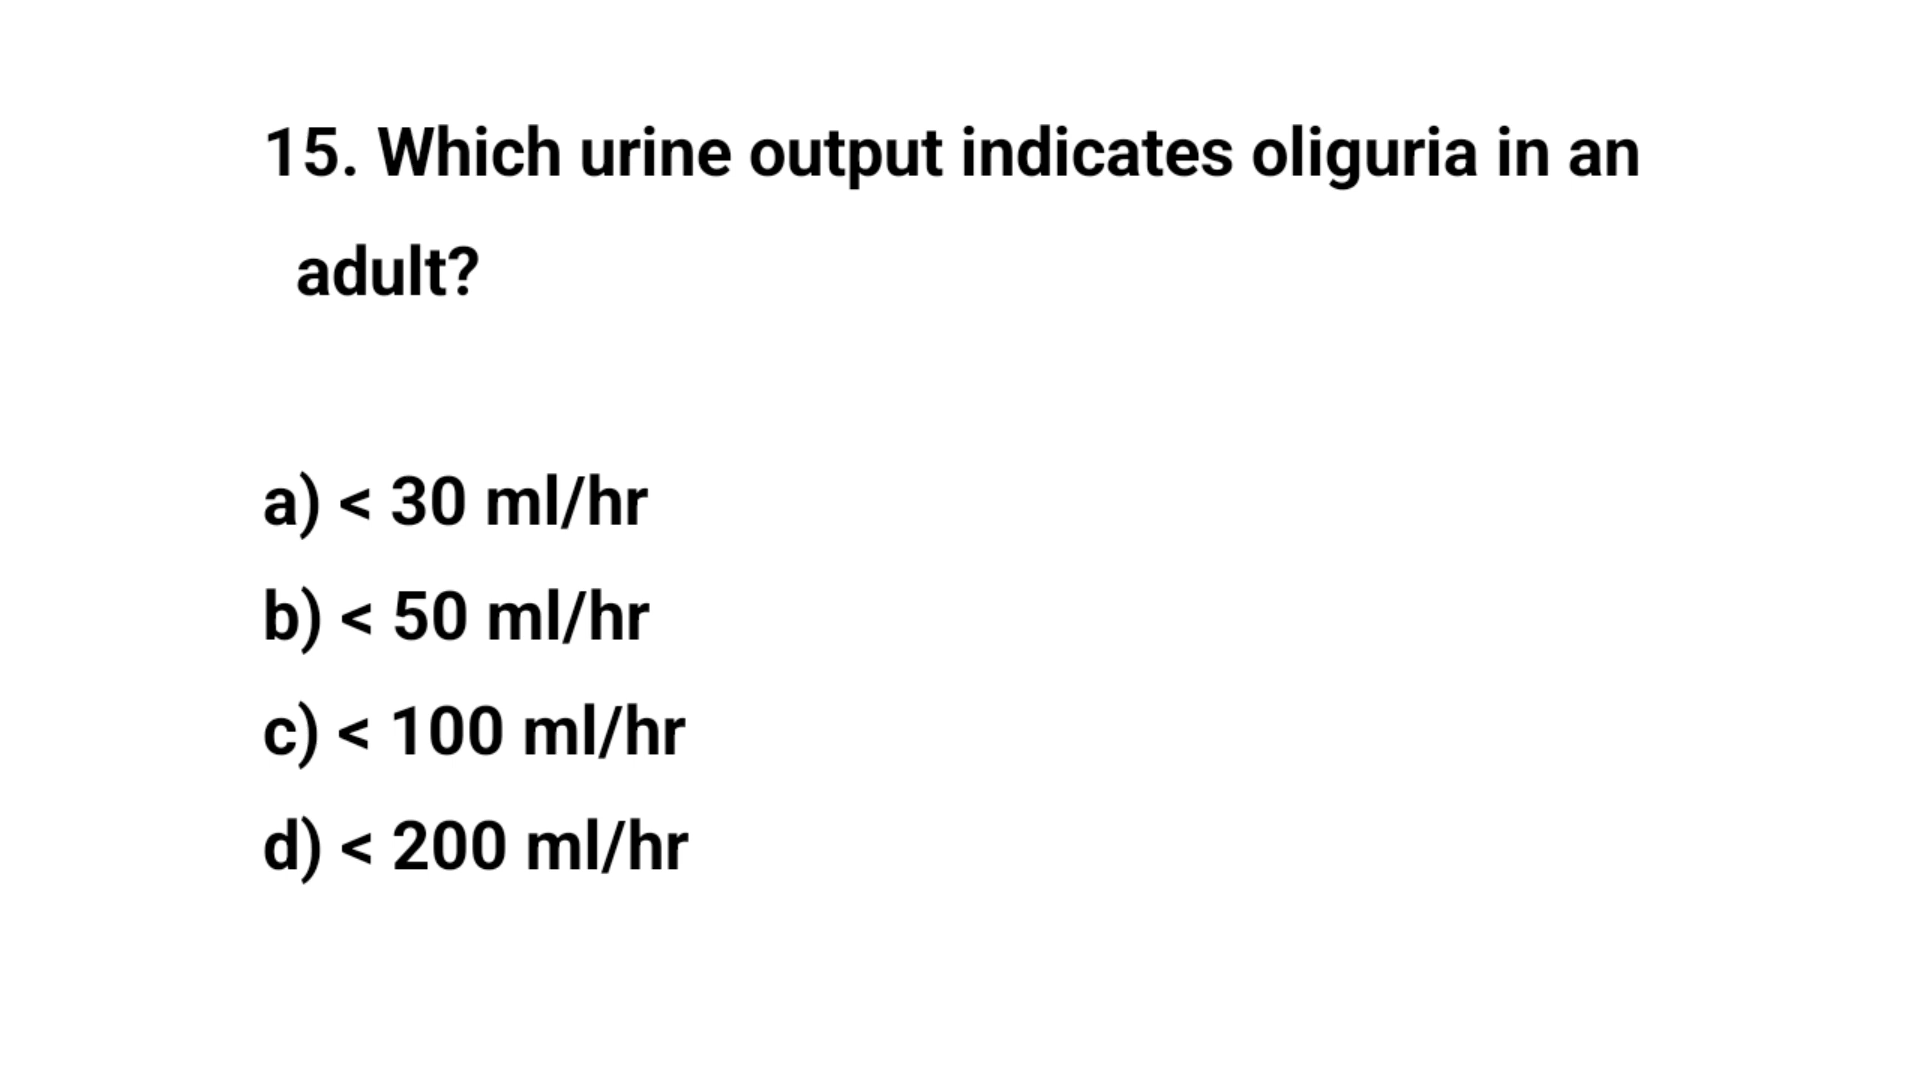 15. Which urine output indicates oliguria in an
adult?
a) < 30 ml/hr
b) < 50 ml/hr
c) < 100 ml/hr
d) < 200 ml/hr